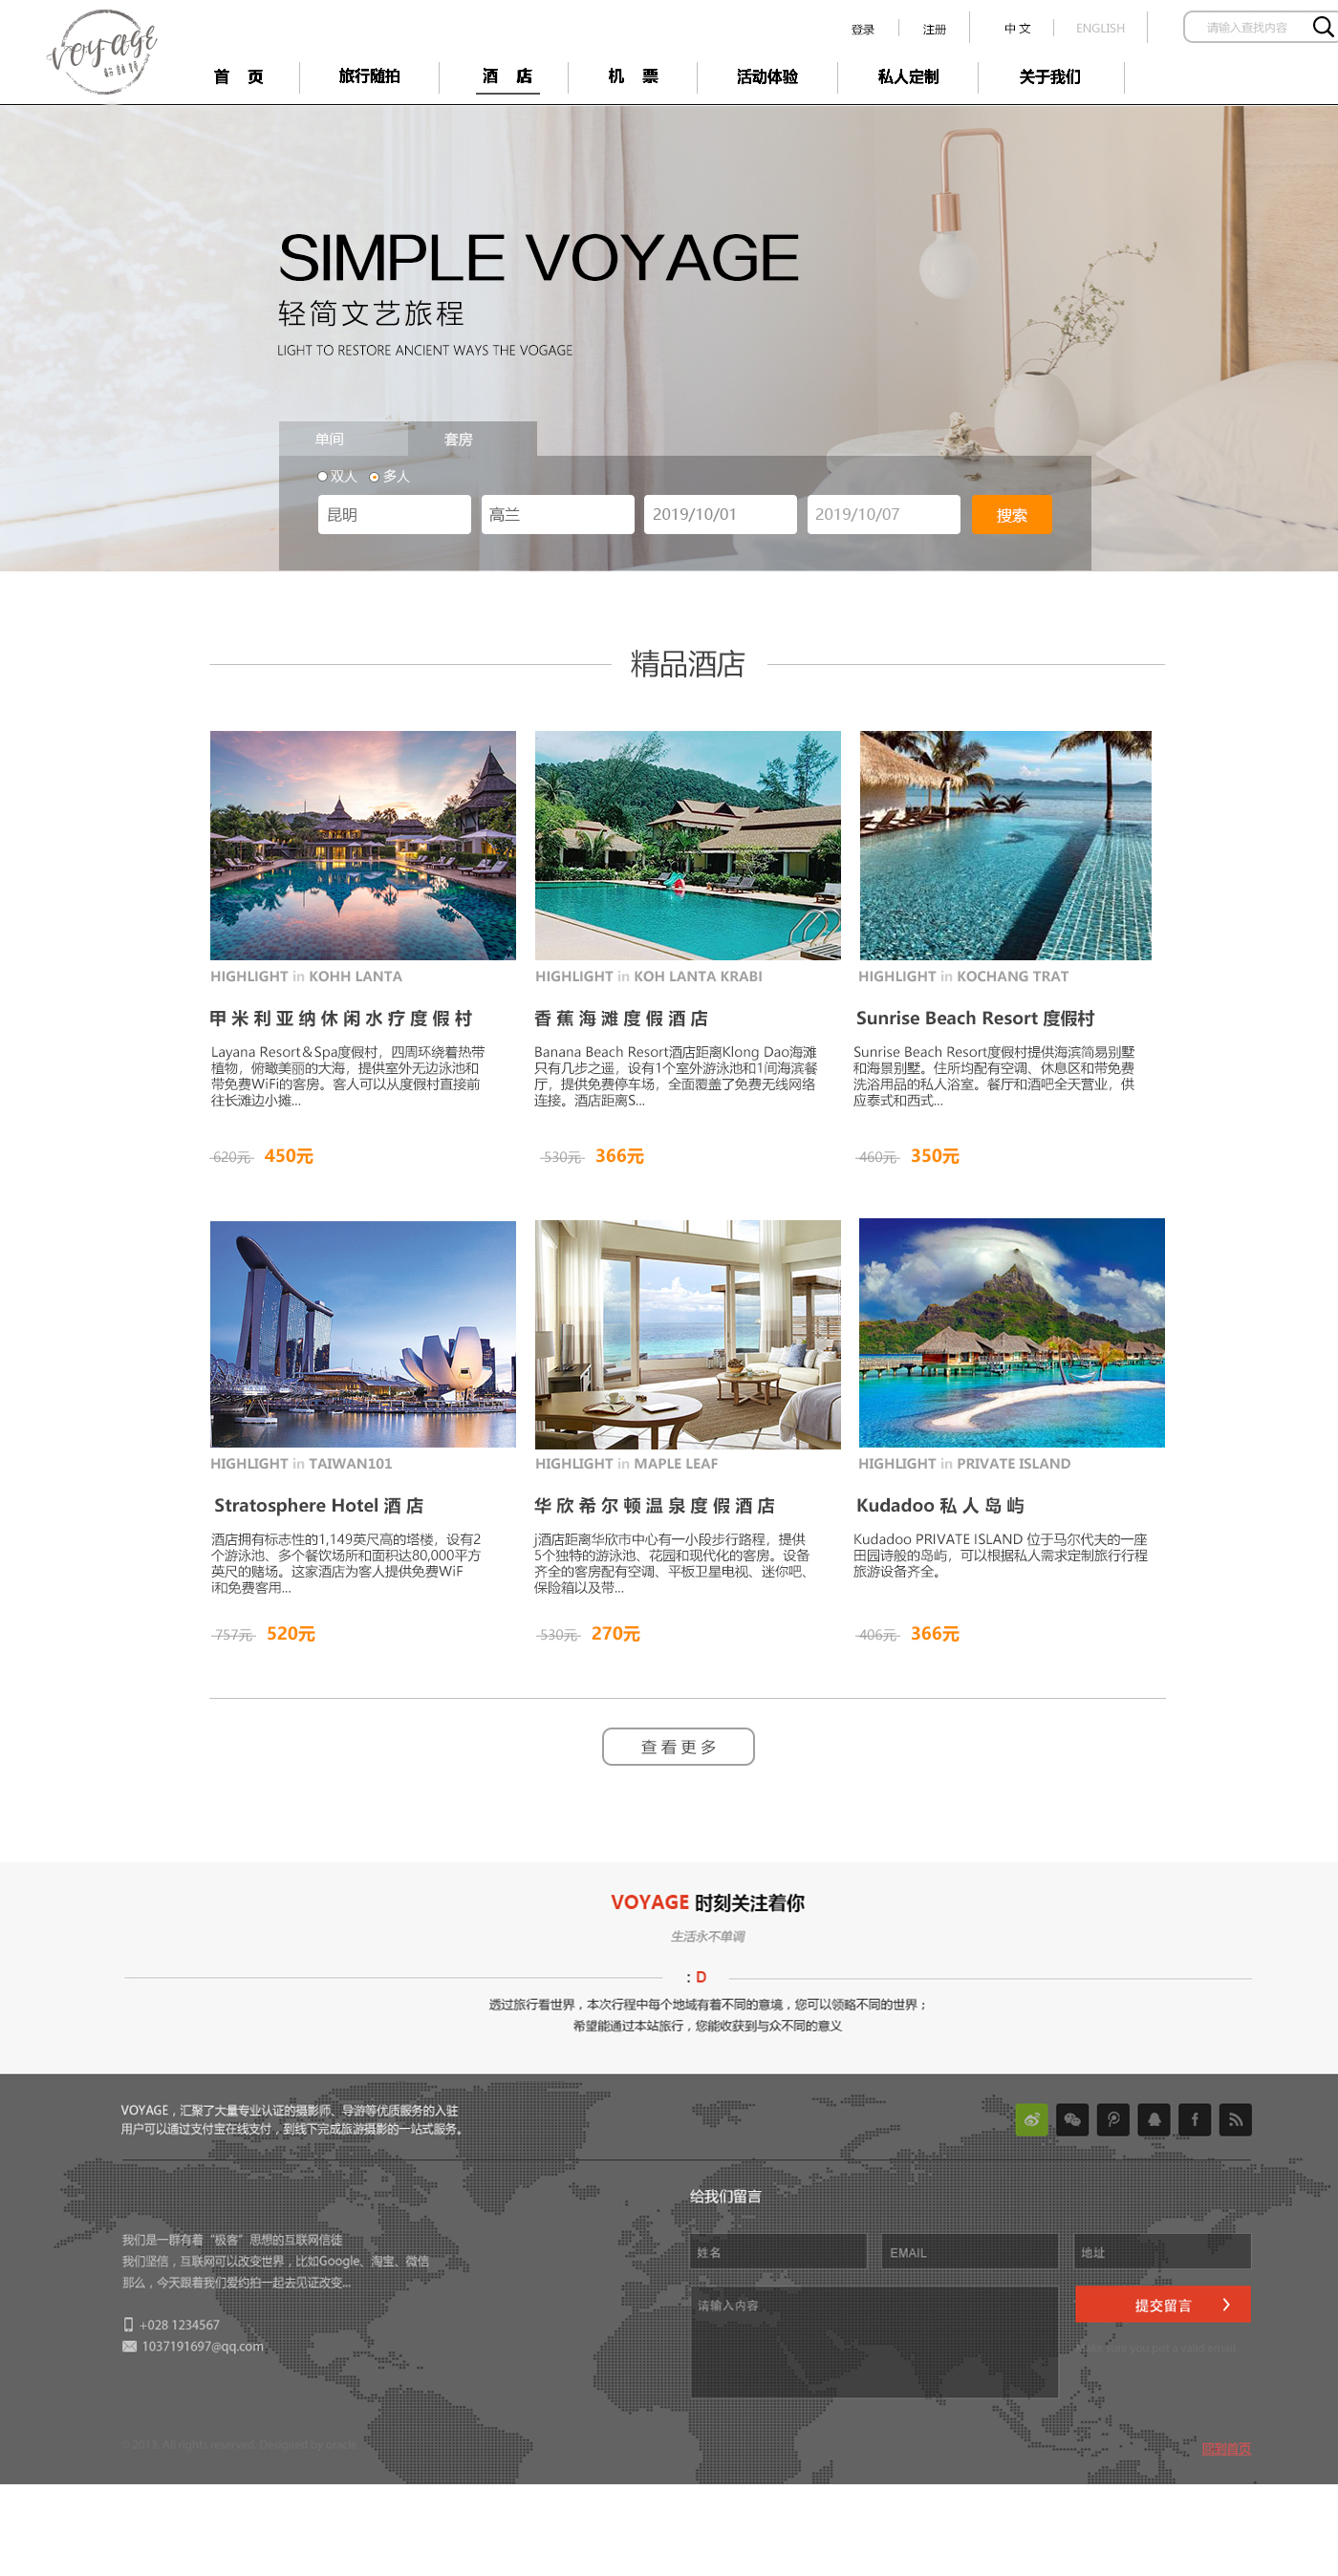 voyage
登录
注册
中 文
ENGLISH
请输入查找内容
首 页
旅行随拍
酒 店
机 票
活动体验
私人定制
关于我们
SIMPLE VOYAGE
轻简文艺旅程
LIGHT TO RESTORE ANCIENT WAYS THE VOGAGE
单间
套房
双人
多人
昆明
高兰
2019/10/01
2019/10/07
搜索
精品酒店
HIGHLIGHT in KOHH LANTA
甲米利亚纳休闲水疗度假村
Layana Resort＆Spa度假村，四周环绕着热带
植物，俯瞰美丽的大海，提供室外无边泳池和
带免费WiFi的客房。客人可以从度假村直接前
往长滩边小摊...
620元 450元
HIGHLIGHT in KOH LANTA KRABI
香蕉海滩度假酒店
Banana Beach Resort酒店距离Klong Dao海滩
只有几步之遥，设有1个室外游泳池和1间海滨餐
厅，提供免费停车场，全面覆盖了免费无线网络
连接。酒店距离S...
530元 366元
HIGHLIGHT in KOCHANG TRAT
Sunrise Beach Resort 度假村
Sunrise Beach Resort度假村提供海滨简易别墅
和海景别墅。住所均配有空调、休息区和带免费
洗浴用品的私人浴室。餐厅和酒吧全天营业，供
应泰式和西式...
460元 350元
HIGHLIGHT in TAIWAN101
Stratosphere Hotel 酒店
酒店拥有标志性的1,149英尺高的塔楼，设有2
个游泳池、多个餐饮场所和面积达80,000平方
英尺的赌场。这家酒店为客人提供免费WiF
i和免费客用...
757元 520元
HIGHLIGHT in MAPLE LEAF
华欣希尔顿温泉度假酒店
j酒店距离华欣市中心有一小段步行路程，提供
5个独特的游泳池、花园和现代化的客房。设备
齐全的客房配有空调、平板卫星电视、迷你吧、
保险箱以及带...
530元 270元
HIGHLIGHT in PRIVATE ISLAND
Kudadoo 私人岛屿
Kudadoo PRIVATE ISLAND 位于马尔代夫的一座
田园诗般的岛屿，可以根据私人需求定制旅行行程
旅游设备齐全。
406元 366元
查看更多
VOYAGE 时刻关注着你
生活永不单调
: D
透过旅行看世界，本次行程中每个地域有着不同的意境，您可以领略不同的世界；
希望能通过本站旅行，您能收获到与众不同的意义
VOYAGE，汇聚了大量专业认证的摄影师、导游等优质服务的入驻
用户可以通过支付宝在线支付，到线下完成旅游摄影的一站式服务。
给我们留言
我们是一群有着“极客”思想的互联网信徒
我们坚信，互联网可以改变世界，比如Google、淘宝、微信
那么，今天跟着我们爱约拍一起去见证改变...
+028 1234567
1037191697@qq.com
姓名
EMAIL
地址
请输入内容
提交留言
© 2013. All rights reserved. Designed by oracle
回到首页